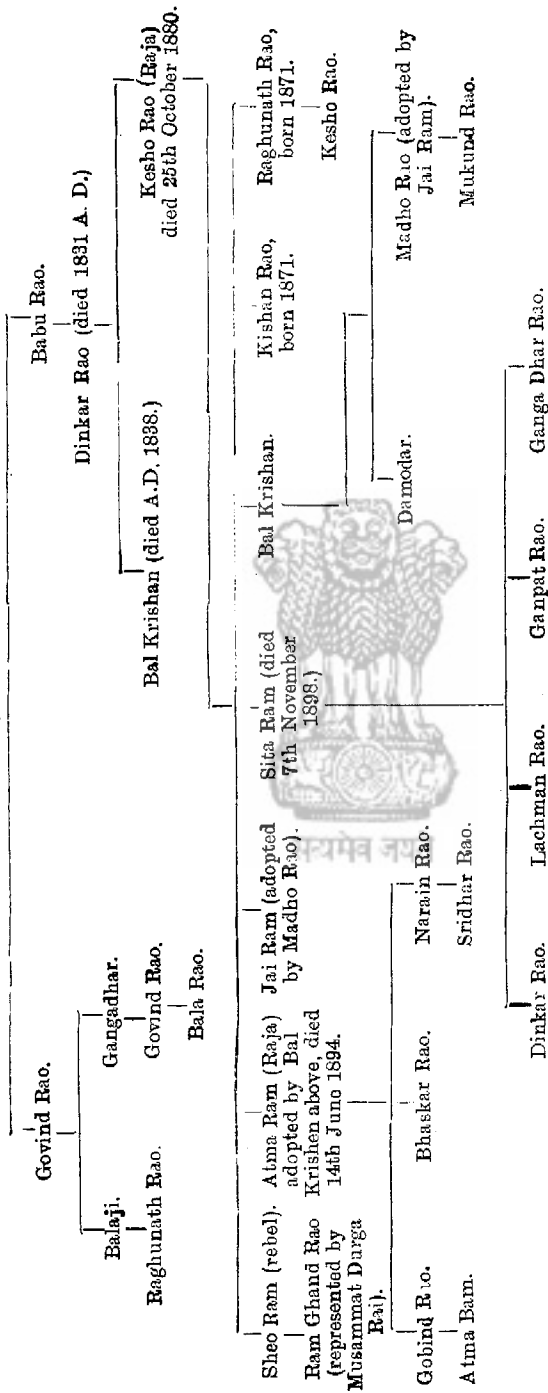 Govind Rao.
Babu Rao.
Balaji.
Gangadhar.
Dinkar Rao (died 1831 A. D.)
Raghunath Rao.
Govind Rao.
Bala Rao.
Bal Krishan (died A.D. 1838.)
Kesho Rao (Raja)
died 25th October 1880.
Sheo Ram (rebel).
Atma Ram (Raja)
adopted by Bal
Krishen above, died
14th Juno 1894.
Jai Ram (adopted
by Madho Rao).
Sita Ram (died
7th November
1898.)
Bal Krishan.
Kishan Rao,
born 1871.
Raghunath Rao,
born 1871.
Ram Ghand Rao
(represented by
Musammat Durga
Rai).
Kesho Rao.
Gobind Rao.
Bhaskar Rao.
Narain Rao.
Damodar.
Madho Rao (adopted by
Jai Ram).
Atma Bam.
Sridhar Rao.
Mukund Rao.
Dinkar Rao.
Lachman Rao.
Ganpat Rao.
Ganga Dhar Rao.
सत्यमेव जयते